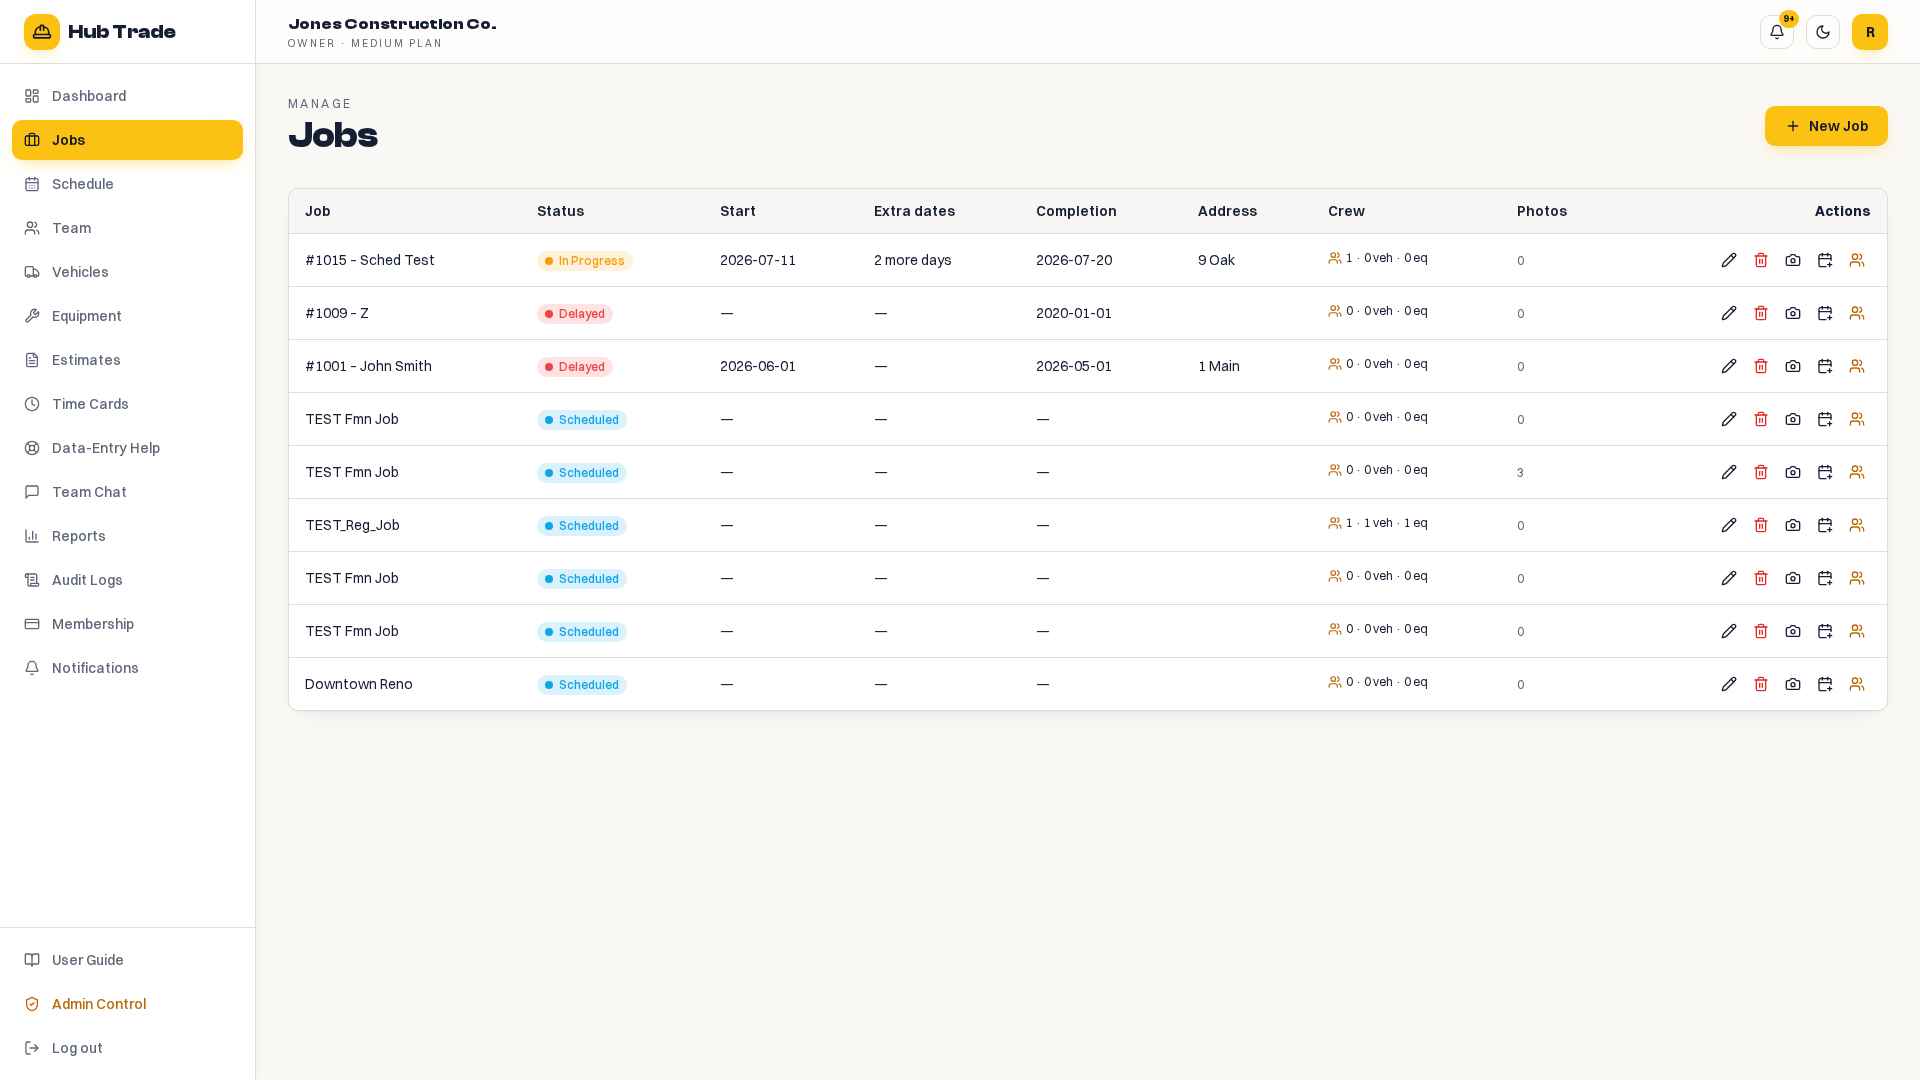 Hub Trade
Jones Construction Co.
OWNER · MEDIUM PLAN
9+
R
Dashboard
Jobs
Schedule
Team
Vehicles
Equipment
Estimates
Time Cards
Data-Entry Help
Team Chat
Reports
Audit Logs
Membership
Notifications
User Guide
Admin Control
Log out
MANAGE
Jobs
New Job
Job Status Start Extra dates Completion Address Crew Photos Actions
#1015 – Sched Test In Progress 2026-07-11 2 more days 2026-07-20 9 Oak 1 · 0 veh · 0 eq 0
#1009 – Z Delayed — — 2020-01-01 0 · 0 veh · 0 eq 0
#1001 – John Smith Delayed 2026-06-01 — 2026-05-01 1 Main 0 · 0 veh · 0 eq 0
TEST Fmn Job Scheduled — — — 0 · 0 veh · 0 eq 0
TEST Fmn Job Scheduled — — — 0 · 0 veh · 0 eq 3
TEST_Reg_Job Scheduled — — — 1 · 1 veh · 1 eq 0
TEST Fmn Job Scheduled — — — 0 · 0 veh · 0 eq 0
TEST Fmn Job Scheduled — — — 0 · 0 veh · 0 eq 0
Downtown Reno Scheduled — — — 0 · 0 veh · 0 eq 0